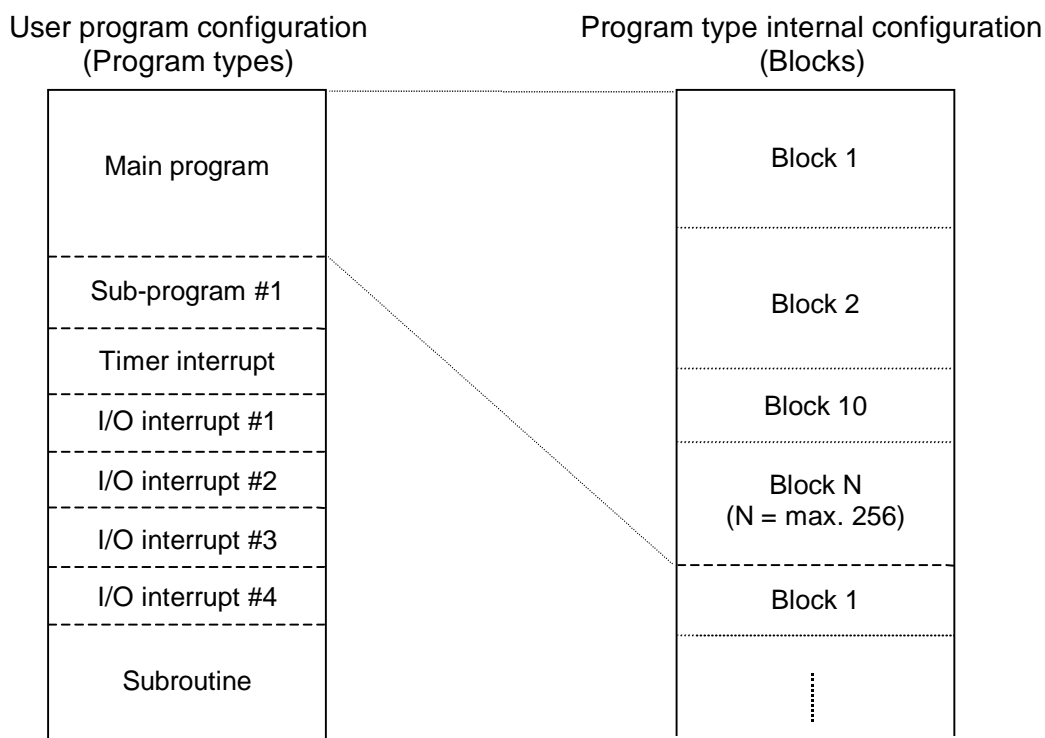 User program configuration
(Program types)
Main program
Sub-program #1
Timer interrupt
I/O interrupt #1
I/O interrupt #2
I/O interrupt #3
I/O interrupt #4
Subroutine
Program type internal configuration
(Blocks)
Block 1
Block 2
Block 10
Block N
(N = max. 256)
Block 1